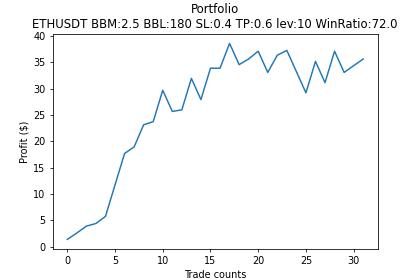 Portfolio
ETHUSDT BBM:2.5 BBL:180 SL:0.4 TP:0.6 lev:10 WinRatio:72.0
40
35
30
25
20
15
10
5
0
Profit ($)
0 5 10 15 20 25 30
Trade counts